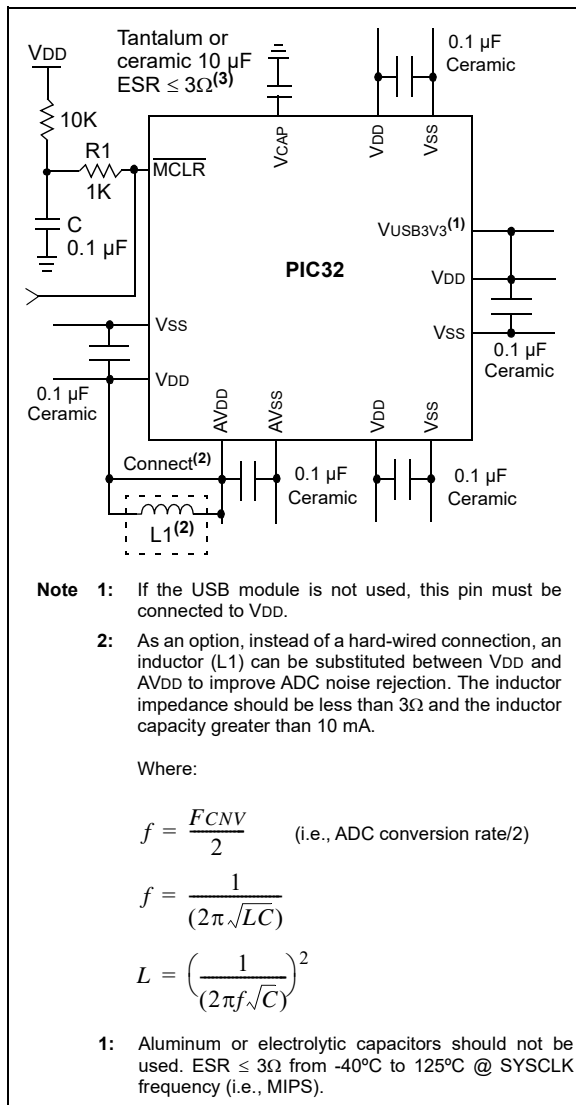 VDD
Tantalum or
ceramic 10 µF
ESR ≤ 3Ω(3)
0.1 µF
Ceramic
10K
R1
1K
MCLR
VCAP
VDD
VSS
C
0.1 µF
VUSB3V3(1)
PIC32
VDD
VSS
VSS
VDD
0.1 µF
Ceramic
0.1 µF
Ceramic
AVDD
AVSS
VDD
VSS
Connect(2)
0.1 µF
Ceramic
0.1 µF
Ceramic
L1(2)
Note 1: If the USB module is not used, this pin must be
connected to VDD.
2: As an option, instead of a hard-wired connection, an
inductor (L1) can be substituted between VDD and
AVDD to improve ADC noise rejection. The inductor
impedance should be less than 3Ω and the inductor
capacity greater than 10 mA.
Where:
f = FCNV / 2 (i.e., ADC conversion rate/2)
f = 1 / (2π√LC)
L = (1 / (2πf√C))²
1: Aluminum or electrolytic capacitors should not be
used. ESR ≤ 3Ω from -40ºC to 125ºC @ SYSCLK
frequency (i.e., MIPS).